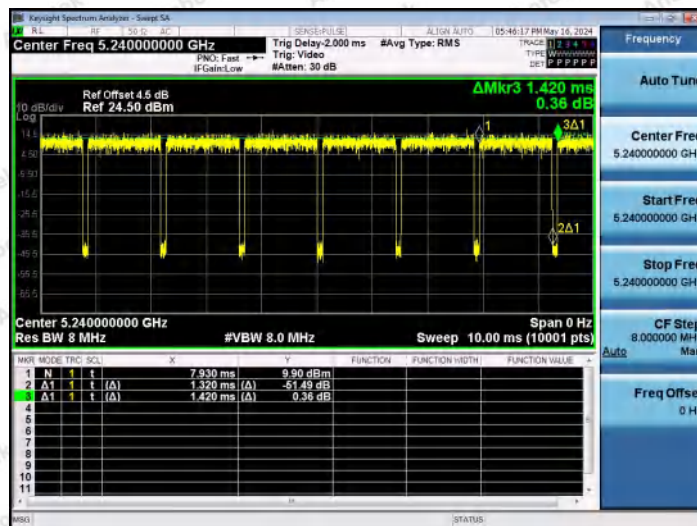 Keysight Spectrum Analyzer - Swept SA
RL RF 50 Ω AC SENSE:PULSE ALIGN AUTO 05:46:17 PM May 16, 2024
Center Freq 5.240000000 GHz
PNO: Fast
IFGain:Low
Trig Delay-2.000 ms
Trig: Video
#Atten: 30 dB
#Avg Type: RMS
TRACE 1 2 3 4 5 6
TYPE W
DET P P P P P P
Frequency
Auto Tune
Ref Offset 4.5 dB
Ref 24.50 dBm
10 dB/div
Log
ΔMkr3 1.420 ms
0.36 dB
14.5
4.50
-5.50
-15.5
-25.5
-35.5
-45.5
-55.5
-65.5
1
3Δ1
2Δ1
Center 5.240000000 GHz
Res BW 8 MHz
#VBW 8.0 MHz
Span 0 Hz
Sweep 10.00 ms (10001 pts)
Center Freq
5.240000000 GHz
Start Freq
5.240000000 GHz
Stop Freq
5.240000000 GHz
CF Step
8.000000 MHz
Auto Man
Freq Offset
0 Hz
MKR MODE TRC SCL X Y FUNCTION FUNCTION WIDTH FUNCTION VALUE
1 N 1 t 7.930 ms 9.90 dBm
2 Δ1 1 t (Δ) 1.320 ms (Δ) -51.49 dB
3 Δ1 1 t (Δ) 1.420 ms (Δ) 0.36 dB
4
5
6
7
8
9
10
11
MSG STATUS